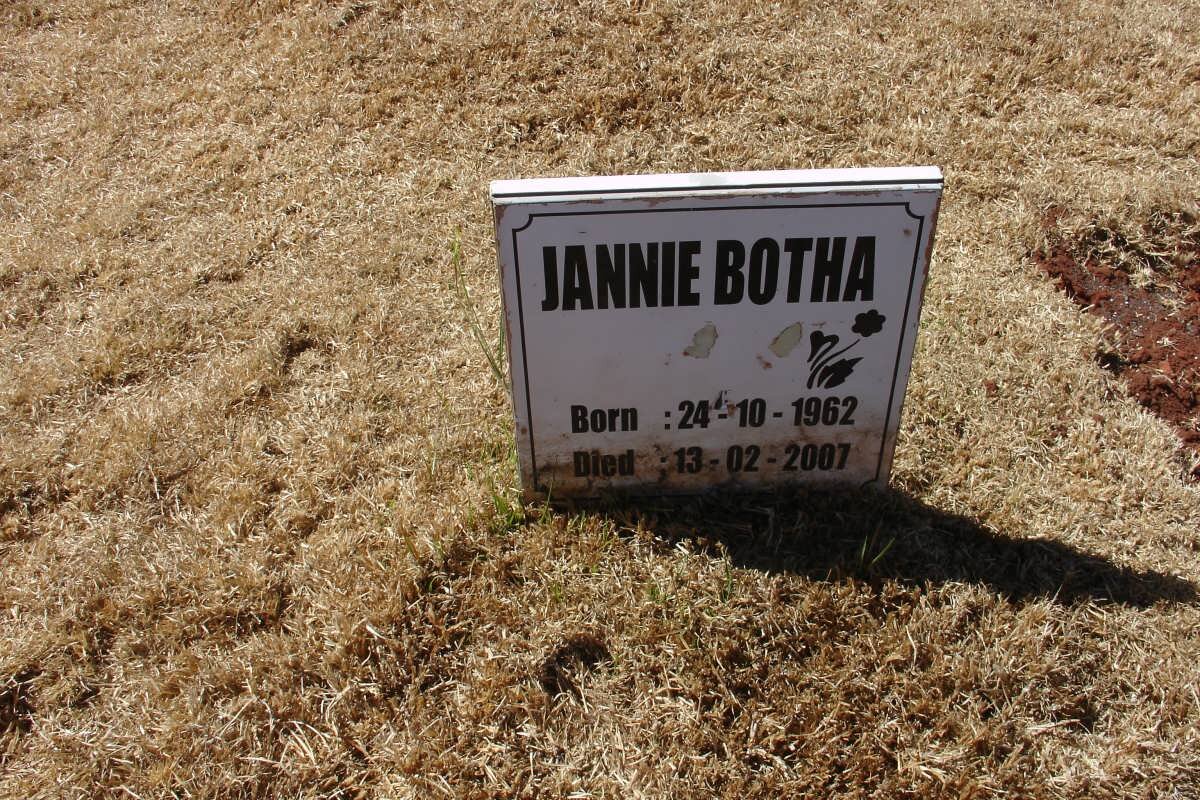 JANNIE BOTHA
Born : 24 - 10 - 1962
Died : 13 - 02 - 2007